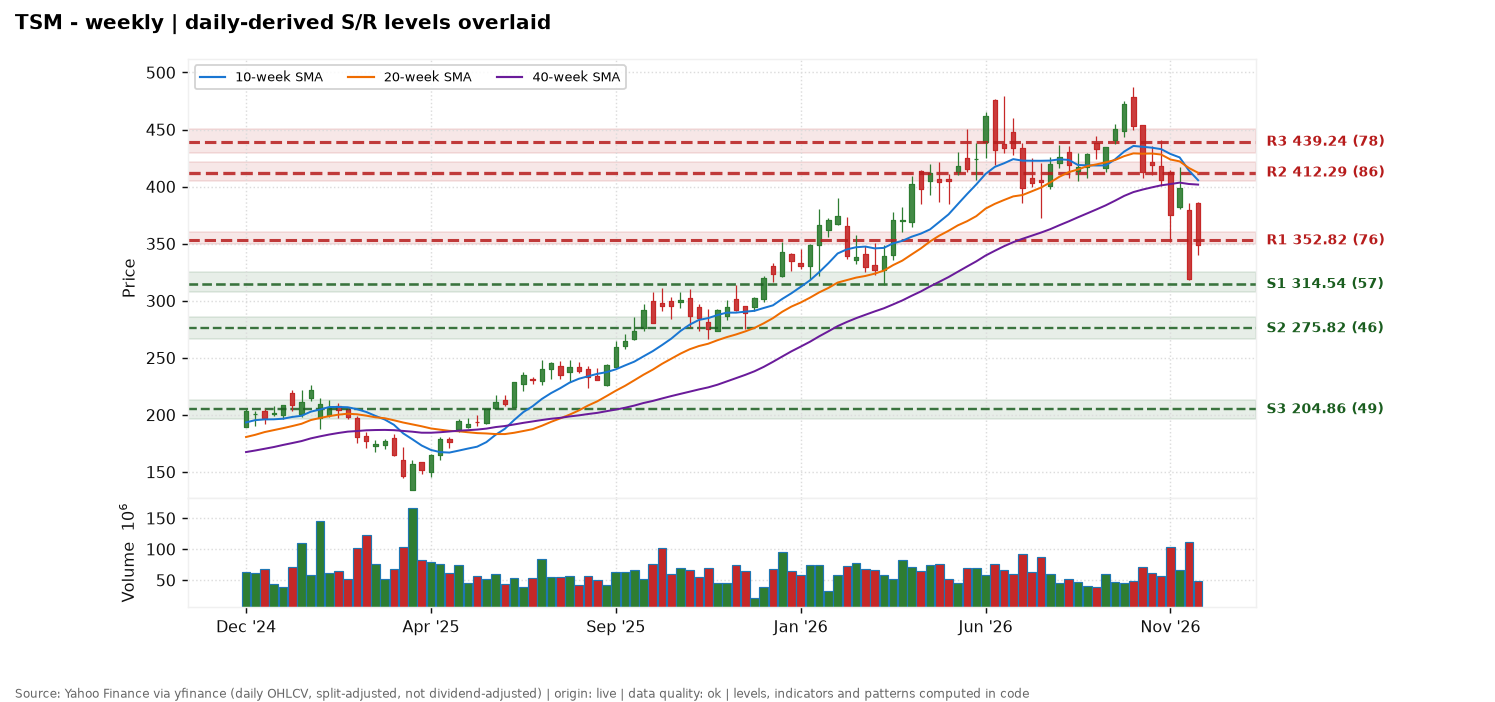 TSM - weekly | daily-derived S/R levels overlaid
10-week SMA 20-week SMA 40-week SMA
Price
500
450
400
350
300
250
200
150
R3 439.24 (78)
R2 412.29 (86)
R1 352.82 (76)
S1 314.54 (57)
S2 275.82 (46)
S3 204.86 (49)
Volume 10⁶
150
100
50
Dec '24 Apr '25 Sep '25 Jan '26 Jun '26 Nov '26
Source: Yahoo Finance via yfinance (daily OHLCV, split-adjusted, not dividend-adjusted) | origin: live | data quality: ok | levels, indicators and patterns computed in code